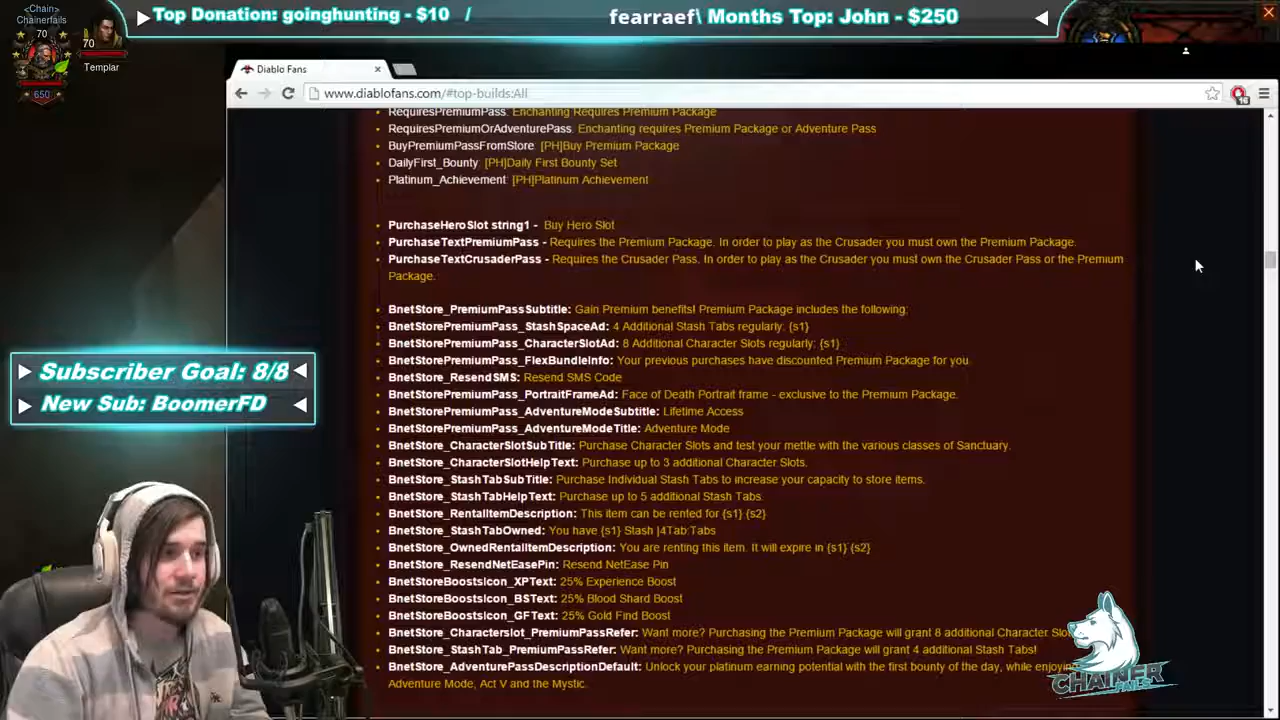 <Chain>
Chainerfails
70
70
Templar
650
Top Donation: goinghunting - $10 /
fearraef\ Months Top: John - $250
Diablo Fans
www.diablofans.com/#top-builds:All
RequiresPremiumPass: Enchanting Requires Premium Package
RequiresPremiumOrAdventurePass: Enchanting requires Premium Package or Adventure Pass
BuyPremiumPassFromStore: [PH]Buy Premium Package
DailyFirst_Bounty: [PH]Daily First Bounty Set
Platinum_Achievement: [PH]Platinum Achievement
PurchaseHeroSlot string1 - Buy Hero Slot
PurchaseTextPremiumPass - Requires the Premium Package. In order to play as the Crusader you must own the Premium Package.
PurchaseTextCrusaderPass - Requires the Crusader Pass. In order to play as the Crusader you must own the Crusader Pass or the Premium
Package.
BnetStore_PremiumPassSubtitle: Gain Premium benefits! Premium Package includes the following:
BnetStorePremiumPass_StashSpaceAd: 4 Additional Stash Tabs regularly: {s1}
BnetStorePremiumPass_CharacterSlotAd: 8 Additional Character Slots regularly: {s1}
BnetStorePremiumPass_FlexBundleInfo: Your previous purchases have discounted Premium Package for you.
BnetStore_ResendSMS: Resend SMS Code
BnetStorePremiumPass_PortraitFrameAd: Face of Death Portrait frame - exclusive to the Premium Package.
BnetStorePremiumPass_AdventureModeSubtitle: Lifetime Access
BnetStorePremiumPass_AdventureModeTitle: Adventure Mode
BnetStore_CharacterSlotSubTitle: Purchase Character Slots and test your mettle with the various classes of Sanctuary.
BnetStore_CharacterSlotHelpText: Purchase up to 3 additional Character Slots.
BnetStore_StashTabSubTitle: Purchase Individual Stash Tabs to increase your capacity to store items.
BnetStore_StashTabHelpText: Purchase up to 5 additional Stash Tabs.
BnetStore_RentalItemDescription: This item can be rented for {s1} {s2}
BnetStore_StashTabOwned: You have {s1} Stash |4Tab:Tabs
BnetStore_OwnedRentalItemDescription: You are renting this item. It will expire in {s1} {s2}
BnetStore_ResendNetEasePin: Resend NetEase Pin
BnetStoreBoostsIcon_XPText: 25% Experience Boost
BnetStoreBoostsIcon_BSText: 25% Blood Shard Boost
BnetStoreBoostsIcon_GFText: 25% Gold Find Boost
BnetStore_Characterslot_PremiumPassRefer: Want more? Purchasing the Premium Package will grant 8 additional Character Slo
BnetStore_StashTab_PremiumPassRefer: Want more? Purchasing the Premium Package will grant 4 additional Stash Tabs!
BnetStore_AdventurePassDescriptionDefault: Unlock your platinum earning potential with the first bounty of the day, while enjoying
Adventure Mode, Act V and the Mystic.
Subscriber Goal: 8/8
New Sub: BoomerFD
CHAINER
FAILS